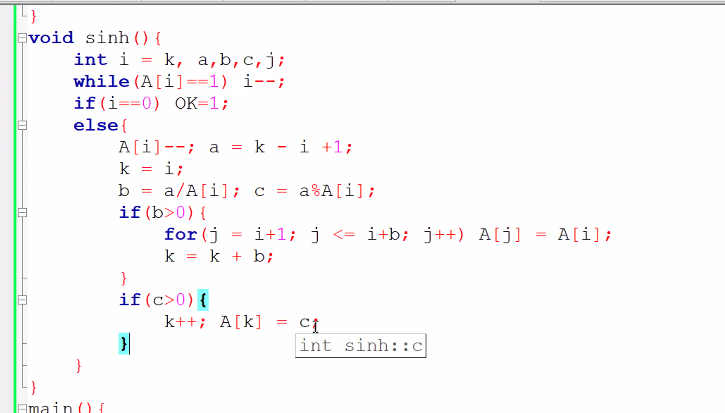 }
void sinh(){
int i = k, a,b,c,j;
while(A[i]==1) i--;
if(i==0) OK=1;
else{
A[i]--; a = k - i +1;
k = i;
b = a/A[i]; c = a%A[i];
if(b>0){
for(j = i+1; j <= i+b; j++) A[j] = A[i];
k = k + b;
}
if(c>0){
k++; A[k] = c;
int sinh::c
}
}
}
main(){